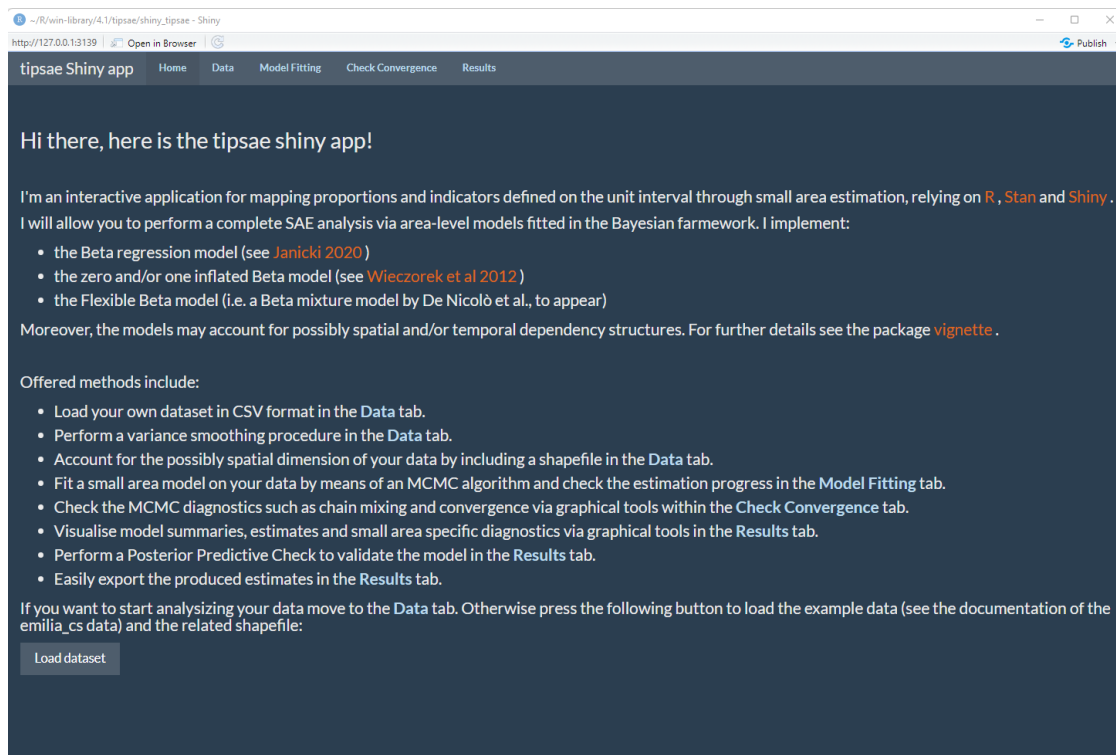 ~/R/win-library/4.1/tipsae/shiny_tipsae - Shiny
http://127.0.0.1:3139 Open in Browser Publish
tipsae Shiny app Home Data Model Fitting Check Convergence Results
Hi there, here is the tipsae shiny app!
I'm an interactive application for mapping proportions and indicators defined on the unit interval through small area estimation, relying on R , Stan and Shiny .
I will allow you to perform a complete SAE analysis via area-level models fitted in the Bayesian farmework. I implement:
• the Beta regression model (see Janicki 2020 )
• the zero and/or one inflated Beta model (see Wieczorek et al 2012 )
• the Flexible Beta model (i.e. a Beta mixture model by De Nicolò et al., to appear)
Moreover, the models may account for possibly spatial and/or temporal dependency structures. For further details see the package vignette .
Offered methods include:
• Load your own dataset in CSV format in the Data tab.
• Perform a variance smoothing procedure in the Data tab.
• Account for the possibly spatial dimension of your data by including a shapefile in the Data tab.
• Fit a small area model on your data by means of an MCMC algorithm and check the estimation progress in the Model Fitting tab.
• Check the MCMC diagnostics such as chain mixing and convergence via graphical tools within the Check Convergence tab.
• Visualise model summaries, estimates and small area specific diagnostics via graphical tools in the Results tab.
• Perform a Posterior Predictive Check to validate the model in the Results tab.
• Easily export the produced estimates in the Results tab.
If you want to start analysizing your data move to the Data tab. Otherwise press the following button to load the example data (see the documentation of the
emilia_cs data) and the related shapefile:
Load dataset